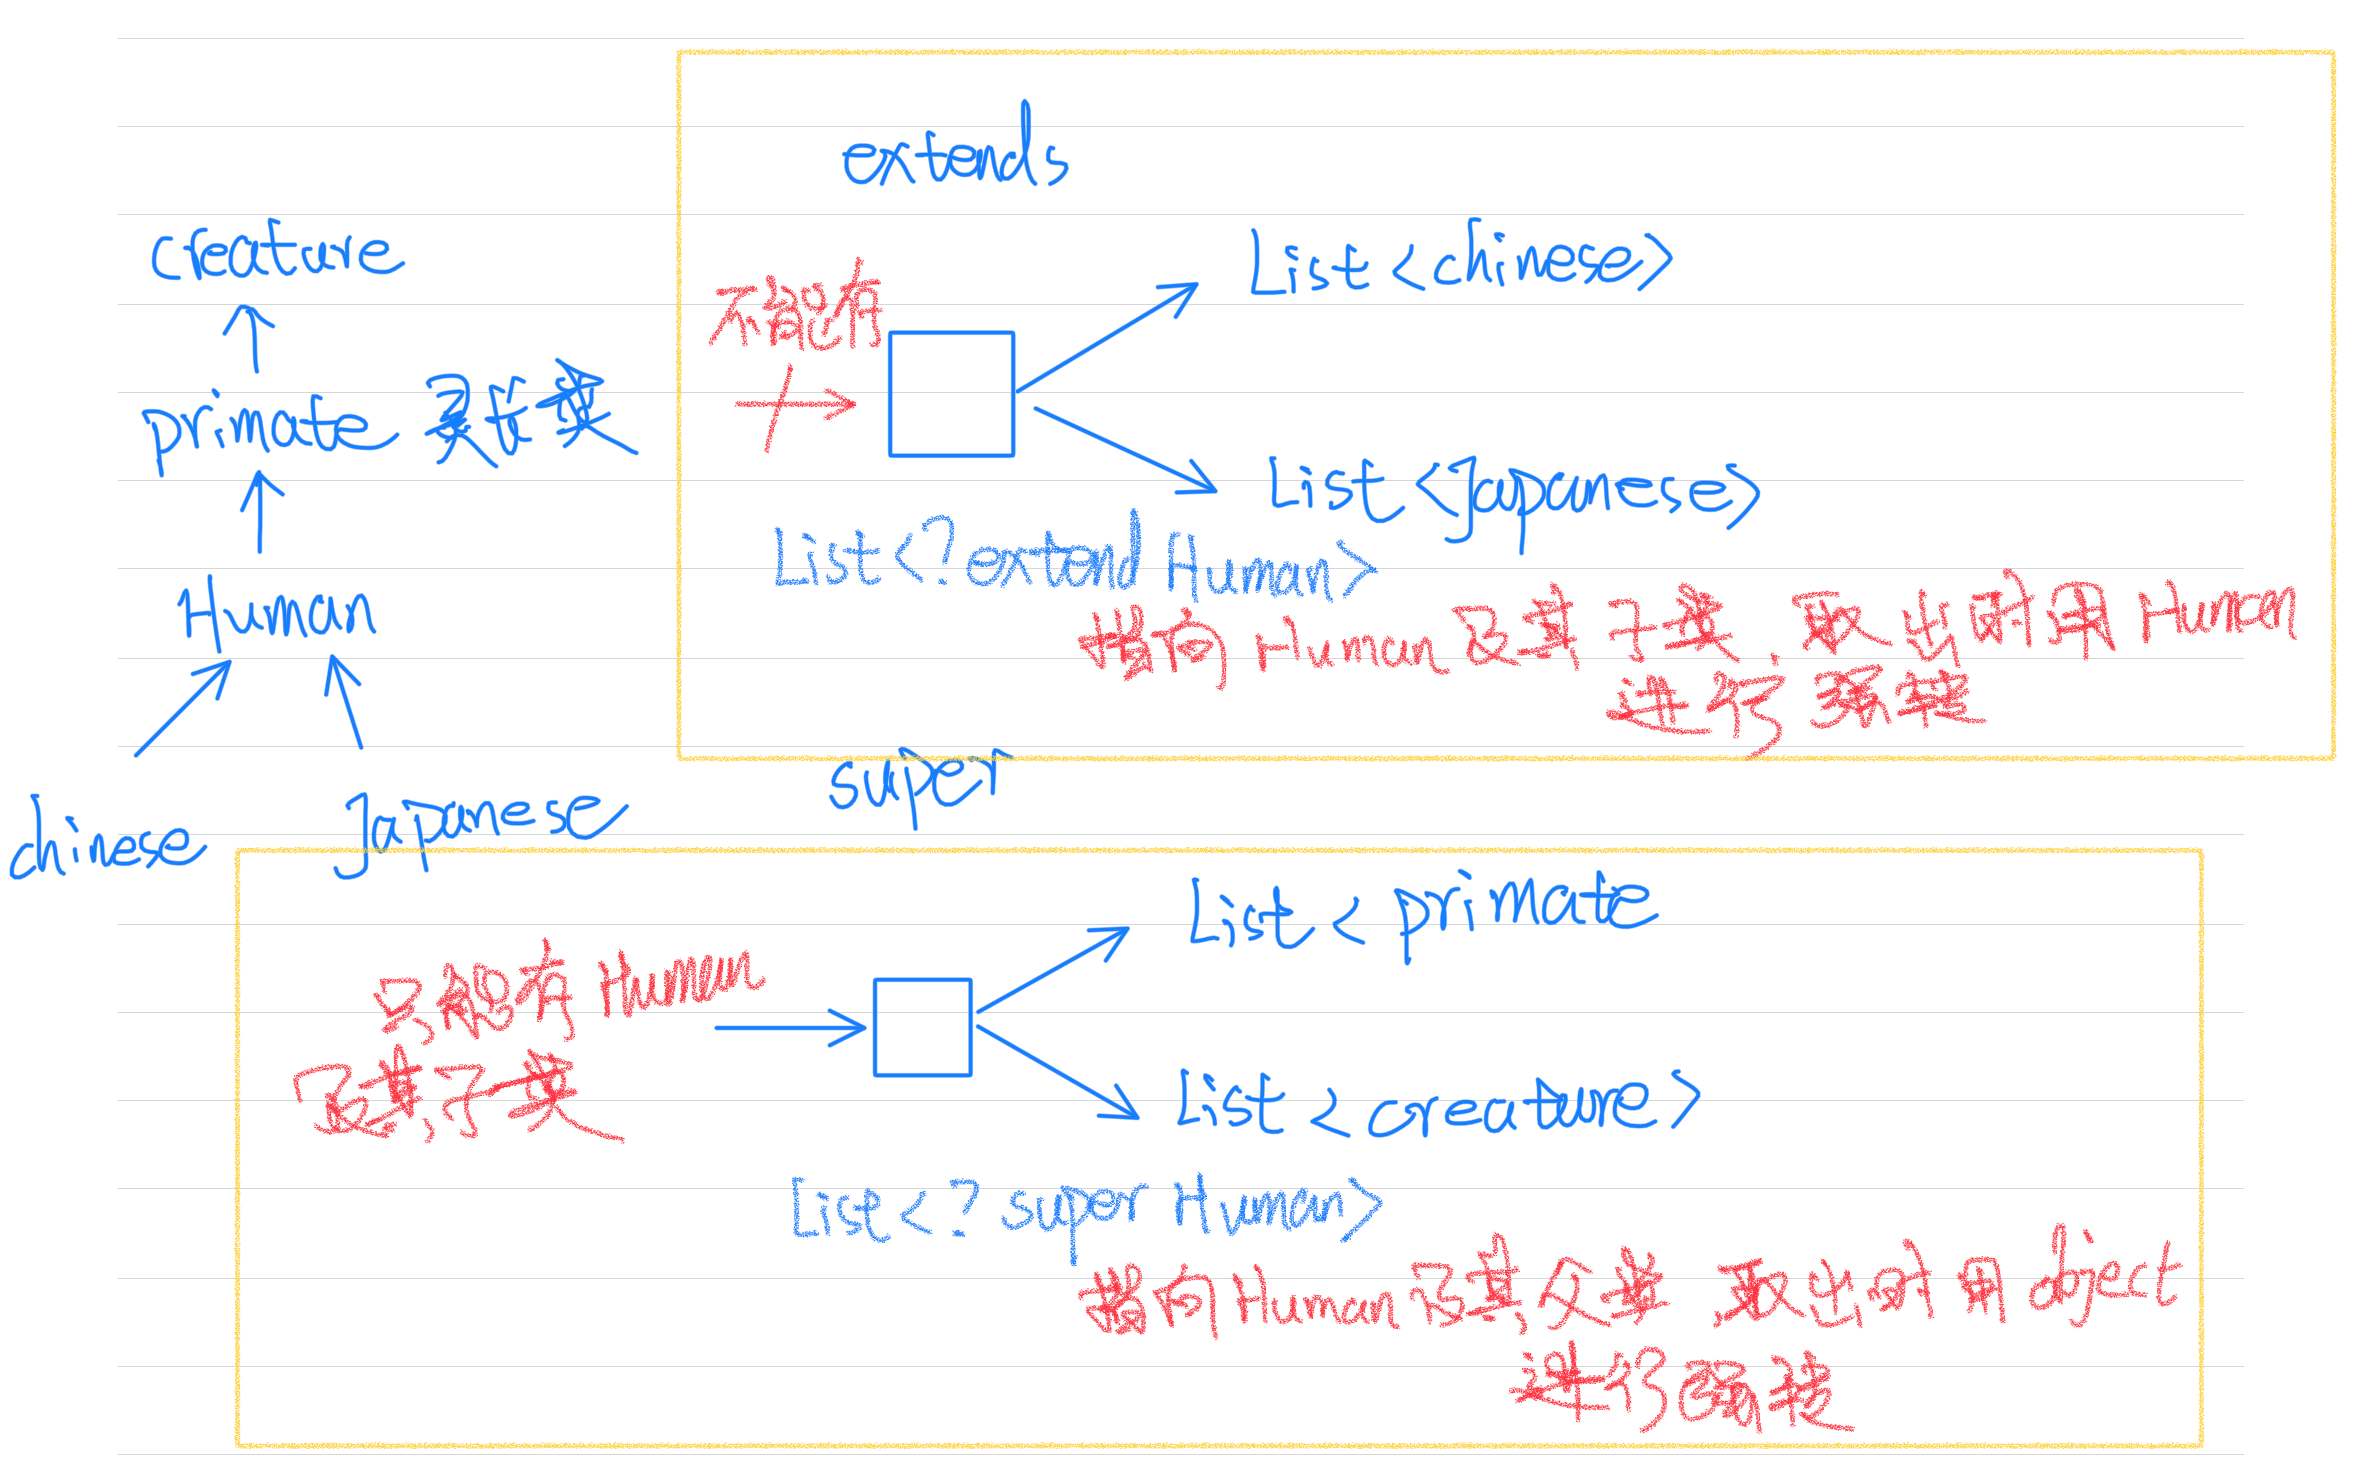 creature
primate 灵长类
Human
chinese
Japanese
extends
不能存
List <chinese>
List <Japanese>
List <? extend Human>
指向 Human 及其子类, 取出时用 Human
进行强转
super
只能存 Human
及其子类
List < primate
List < creature>
List <? super Human>
指向 Human 及其父类,取出时用 object
进行强转